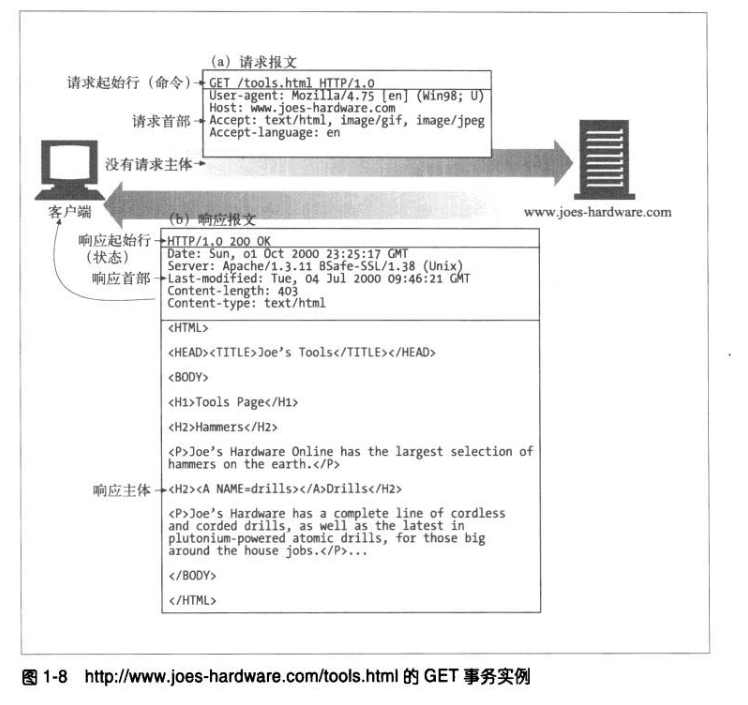 (a) 请求报文
请求起始行（命令）
GET /tools.html HTTP/1.0
User-agent: Mozilla/4.75 [en] (Win98; U)
Host: www.joes-hardware.com
请求首部
Accept: text/html, image/gif, image/jpeg
Accept-language: en
没有请求主体
客户端
www.joes-hardware.com
(b) 响应报文
响应起始行
（状态）
HTTP/1.0 200 OK
Date: Sun, 01 Oct 2000 23:25:17 GMT
Server: Apache/1.3.11 BSafe-SSL/1.38 (Unix)
响应首部
Last-modified: Tue, 04 Jul 2000 09:46:21 GMT
Content-length: 403
Content-type: text/html
<HTML>
<HEAD><TITLE>Joe's Tools</TITLE></HEAD>
<BODY>
<H1>Tools Page</H1>
<H2>Hammers</H2>
<P>Joe's Hardware Online has the largest selection of
hammers on the earth.</P>
响应主体
<H2><A NAME=drills></A>Drills</H2>
<P>Joe's Hardware has a complete line of cordless
and corded drills, as well as the latest in
plutonium-powered atomic drills, for those big
around the house jobs.</P>...
</BODY>
</HTML>
图 1-8 http://www.joes-hardware.com/tools.html 的 GET 事务实例